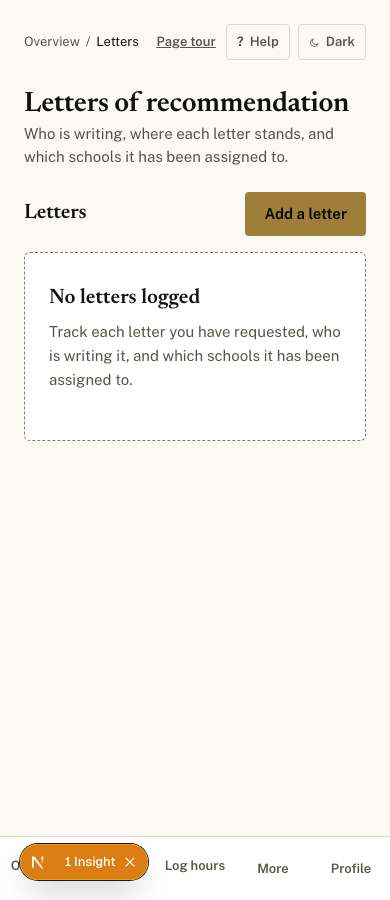 Overview / Letters Page tour ? Help Dark
Letters of recommendation
Who is writing, where each letter stands, and
which schools it has been assigned to.
Letters Add a letter
No letters logged
Track each letter you have requested, who
is writing it, and which schools it has been
assigned to.
1 Insight Log hours More Profile